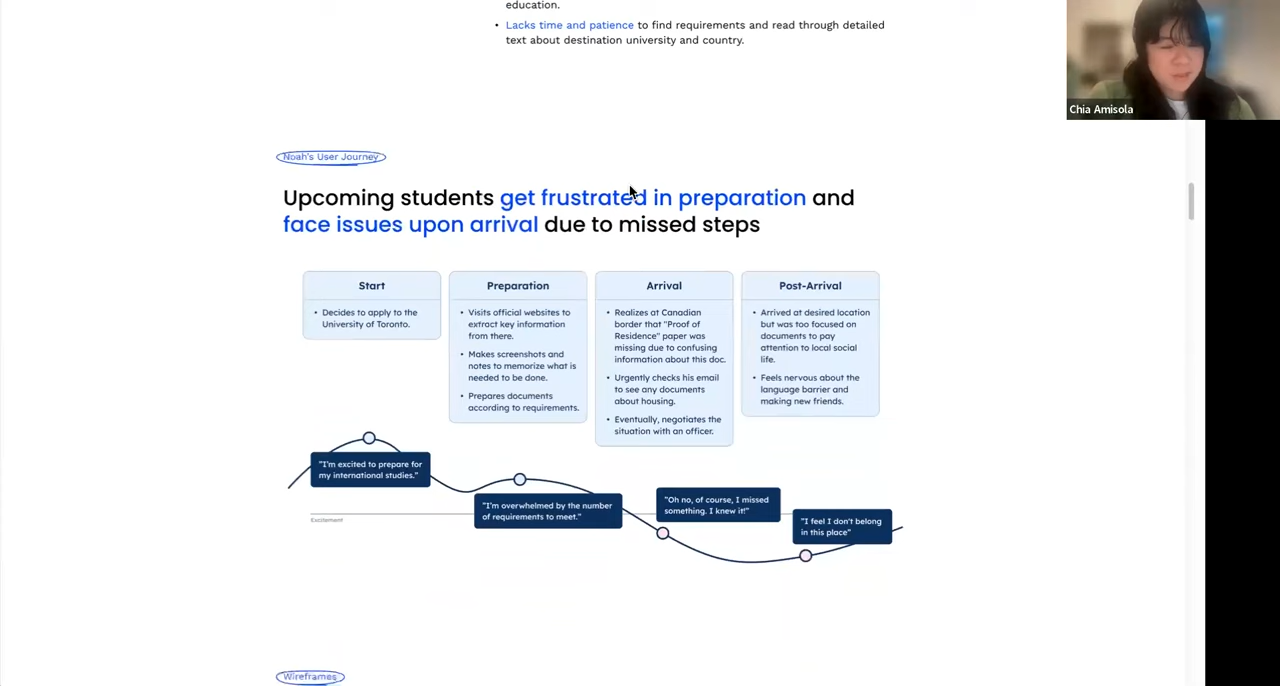 education.
• Lacks time and patience to find requirements and read through detailed
text about destination university and country.
Chia Amisola
Noah's User Journey
Upcoming students get frustrated in preparation and
face issues upon arrival due to missed steps
Start
• Decides to apply to the
University of Toronto.
Preparation
• Visits official websites to
extract key information
from there.
• Makes screenshots and
notes to memorize what is
needed to be done.
• Prepares documents
according to requirements.
Arrival
• Realizes at Canadian
border that "Proof of
Residence" paper was
missing due to confusing
information about this doc.
• Urgently checks his email
to see any documents
about housing.
• Eventually, negotiates the
situation with an officer.
Post-Arrival
• Arrived at desired location
but was too focused on
documents to pay
attention to local social
life.
• Feels nervous about the
language barrier and
making new friends.
"I'm excited to prepare for
my international studies."
"I'm overwhelmed by the number
of requirements to meet."
"Oh no, of course, I missed
something. I knew it!"
"I feel I don't belong
in this place"
Excitement
Wireframes